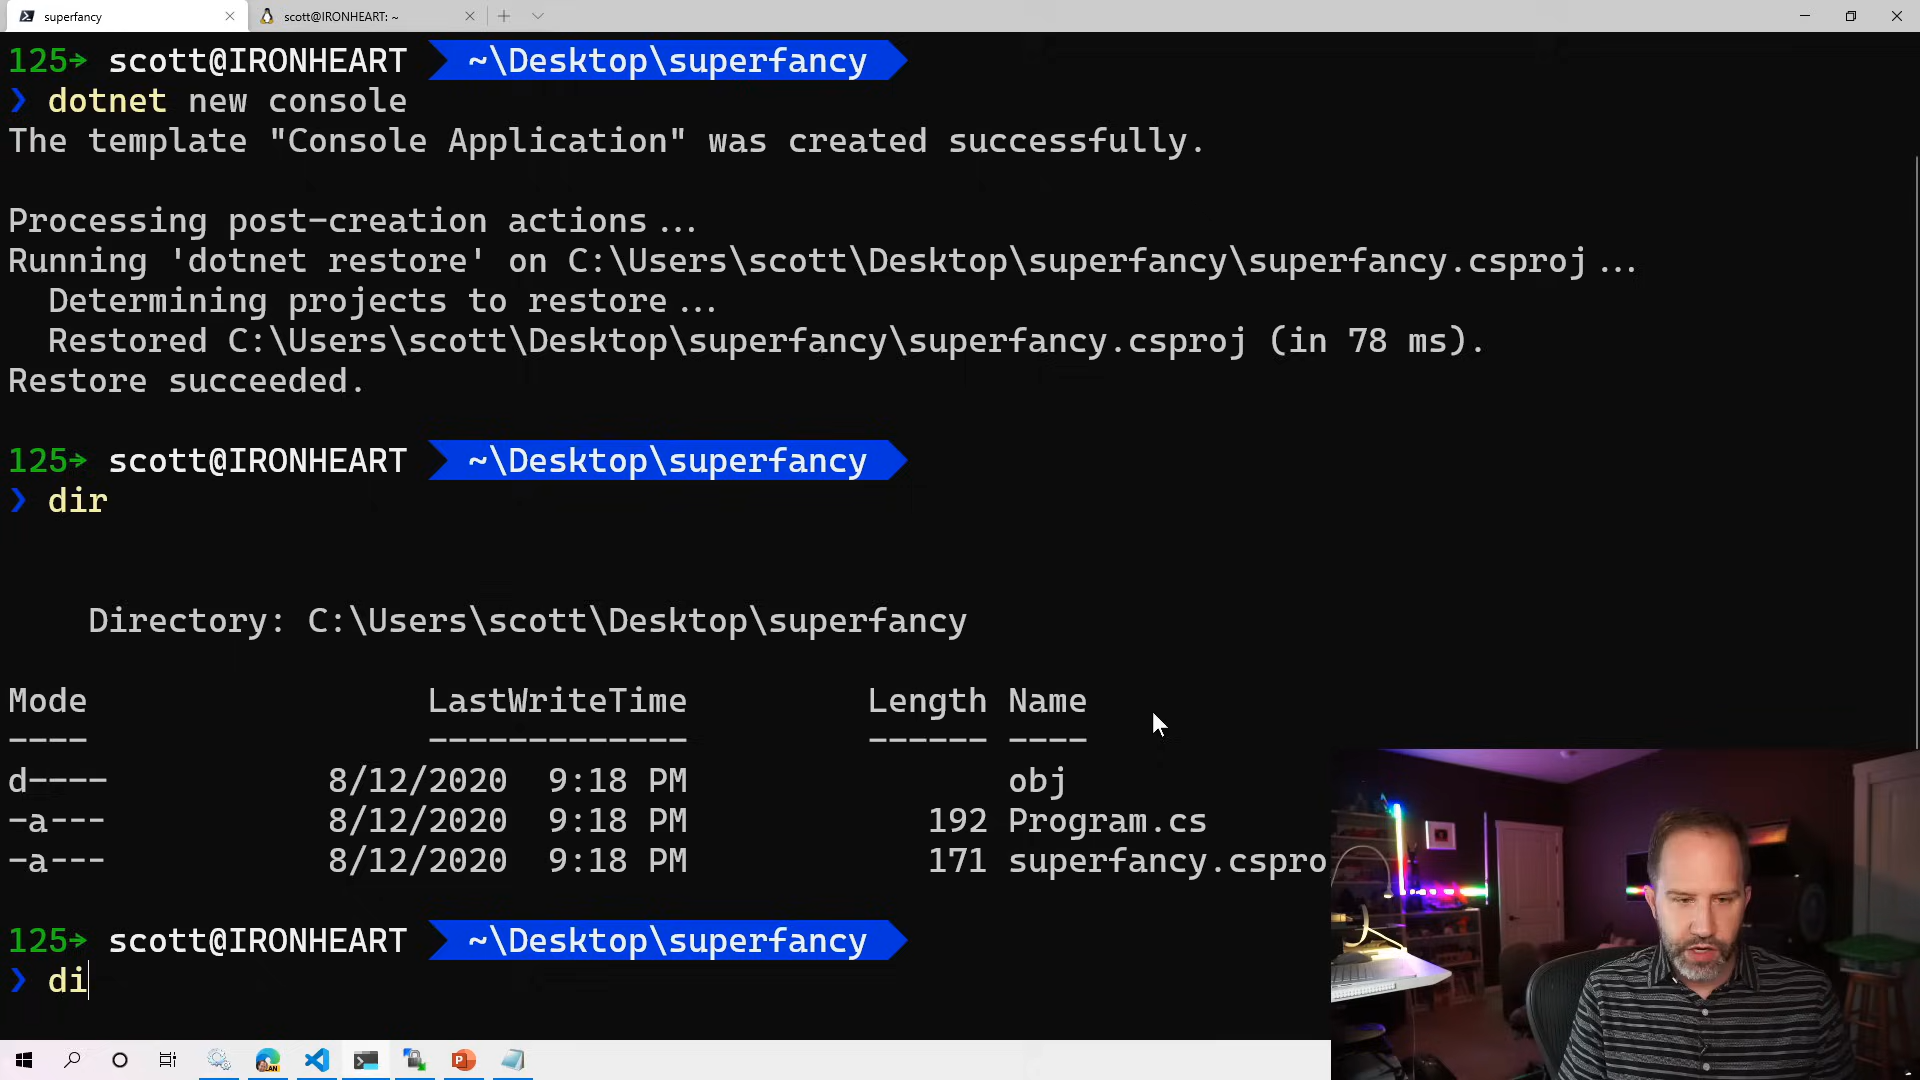 superfancy
scott@IRONHEART: ~
125→ scott@IRONHEART ~\Desktop\superfancy
❯ dotnet new console
The template "Console Application" was created successfully.
Processing post-creation actions...
Running 'dotnet restore' on C:\Users\scott\Desktop\superfancy\superfancy.csproj...
Determining projects to restore...
Restored C:\Users\scott\Desktop\superfancy\superfancy.csproj (in 78 ms).
Restore succeeded.
125→ scott@IRONHEART ~\Desktop\superfancy
❯ dir
Directory: C:\Users\scott\Desktop\superfancy
Mode LastWriteTime Length Name
---- ------------- ------ ----
d---- 8/12/2020 9:18 PM obj
-a--- 8/12/2020 9:18 PM 192 Program.cs
-a--- 8/12/2020 9:18 PM 171 superfancy.cspro
125→ scott@IRONHEART ~\Desktop\superfancy
❯ di